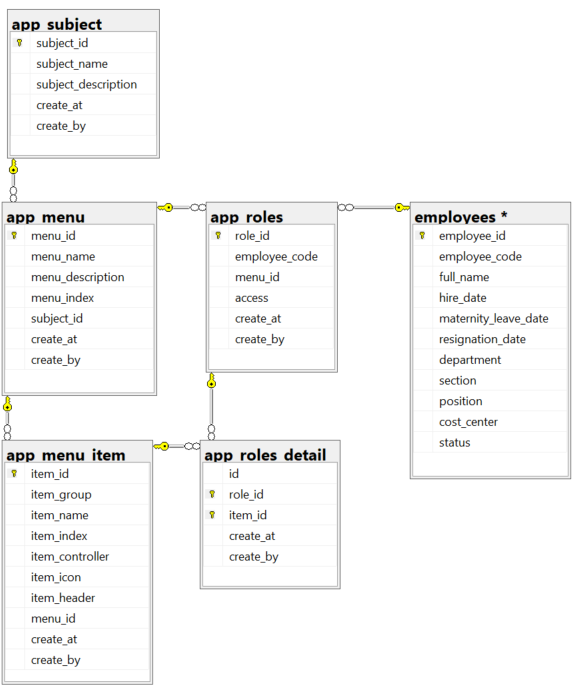 app_subject
subject_id
subject_name
subject_description
create_at
create_by
app_menu
menu_id
menu_name
menu_description
menu_index
subject_id
create_at
create_by
app_roles
role_id
employee_code
menu_id
access
create_at
create_by
employees *
employee_id
employee_code
full_name
hire_date
maternity_leave_date
resignation_date
department
section
position
cost_center
status
app_menu_item
item_id
item_group
item_name
item_index
item_controller
item_icon
item_header
menu_id
create_at
create_by
app_roles_detail
id
role_id
item_id
create_at
create_by